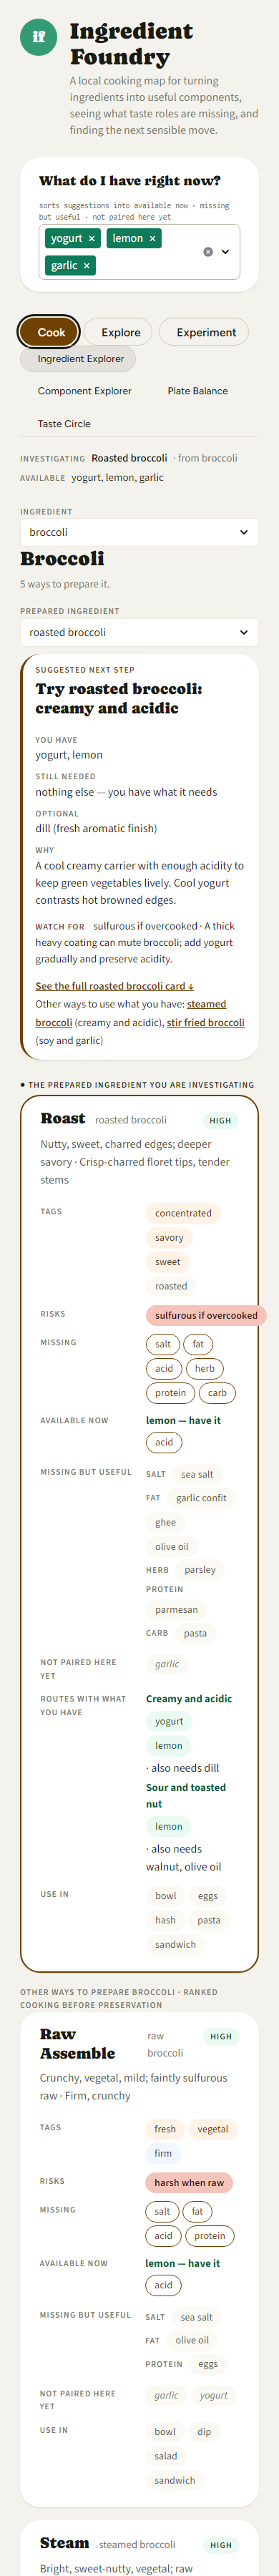 if
Ingredient
Foundry
A local cooking map for turning
ingredients into useful components,
seeing what taste roles are missing, and
finding the next sensible move.
What do I have right now?
sorts suggestions into available now · missing
but useful · not paired here yet
yogurt × lemon ×
garlic ×
Cook Explore Experiment
Ingredient Explorer
Component Explorer Plate Balance
Taste Circle
INVESTIGATING Roasted broccoli · from broccoli
AVAILABLE yogurt, lemon, garlic
INGREDIENT
broccoli
Broccoli
5 ways to prepare it.
PREPARED INGREDIENT
roasted broccoli
SUGGESTED NEXT STEP
Try roasted broccoli:
creamy and acidic
YOU HAVE
yogurt, lemon
STILL NEEDED
nothing else — you have what it needs
OPTIONAL
dill (fresh aromatic finish)
WHY
A cool creamy carrier with enough acidity to
keep green vegetables lively. Cool yogurt
contrasts hot browned edges.
WATCH FOR sulfurous if overcooked · A thick
heavy coating can mute broccoli; add yogurt
gradually and preserve acidity.
See the full roasted broccoli card ↓
Other ways to use what you have: steamed
broccoli (creamy and acidic), stir fried broccoli
(soy and garlic)
● THE PREPARED INGREDIENT YOU ARE INVESTIGATING
Roast roasted broccoli HIGH
Nutty, sweet, charred edges; deeper
savory · Crisp-charred floret tips, tender
stems
TAGS concentrated
savory
sweet
roasted
RISKS sulfurous if overcooked
MISSING salt fat
acid herb
protein carb
AVAILABLE NOW lemon — have it
acid
MISSING BUT USEFUL SALT sea salt
FAT garlic confit
ghee
olive oil
HERB parsley
PROTEIN
parmesan
CARB pasta
NOT PAIRED HERE garlic
YET
ROUTES WITH WHAT Creamy and acidic
YOU HAVE yogurt
lemon
· also needs dill
Sour and toasted
nut
lemon
· also needs
walnut, olive oil
USE IN bowl eggs
hash pasta
sandwich
OTHER WAYS TO PREPARE BROCCOLI · RANKED
COOKING BEFORE PRESERVATION
Raw raw HIGH
Assemble broccoli
Crunchy, vegetal, mild; faintly sulfurous
raw · Firm, crunchy
TAGS fresh vegetal
firm
RISKS harsh when raw
MISSING salt fat
acid protein
AVAILABLE NOW lemon — have it
acid
MISSING BUT USEFUL SALT sea salt
FAT olive oil
PROTEIN eggs
NOT PAIRED HERE garlic yogurt
YET
USE IN bowl dip
salad
sandwich
Steam steamed broccoli HIGH
Bright, sweet-nutty, vegetal; raw